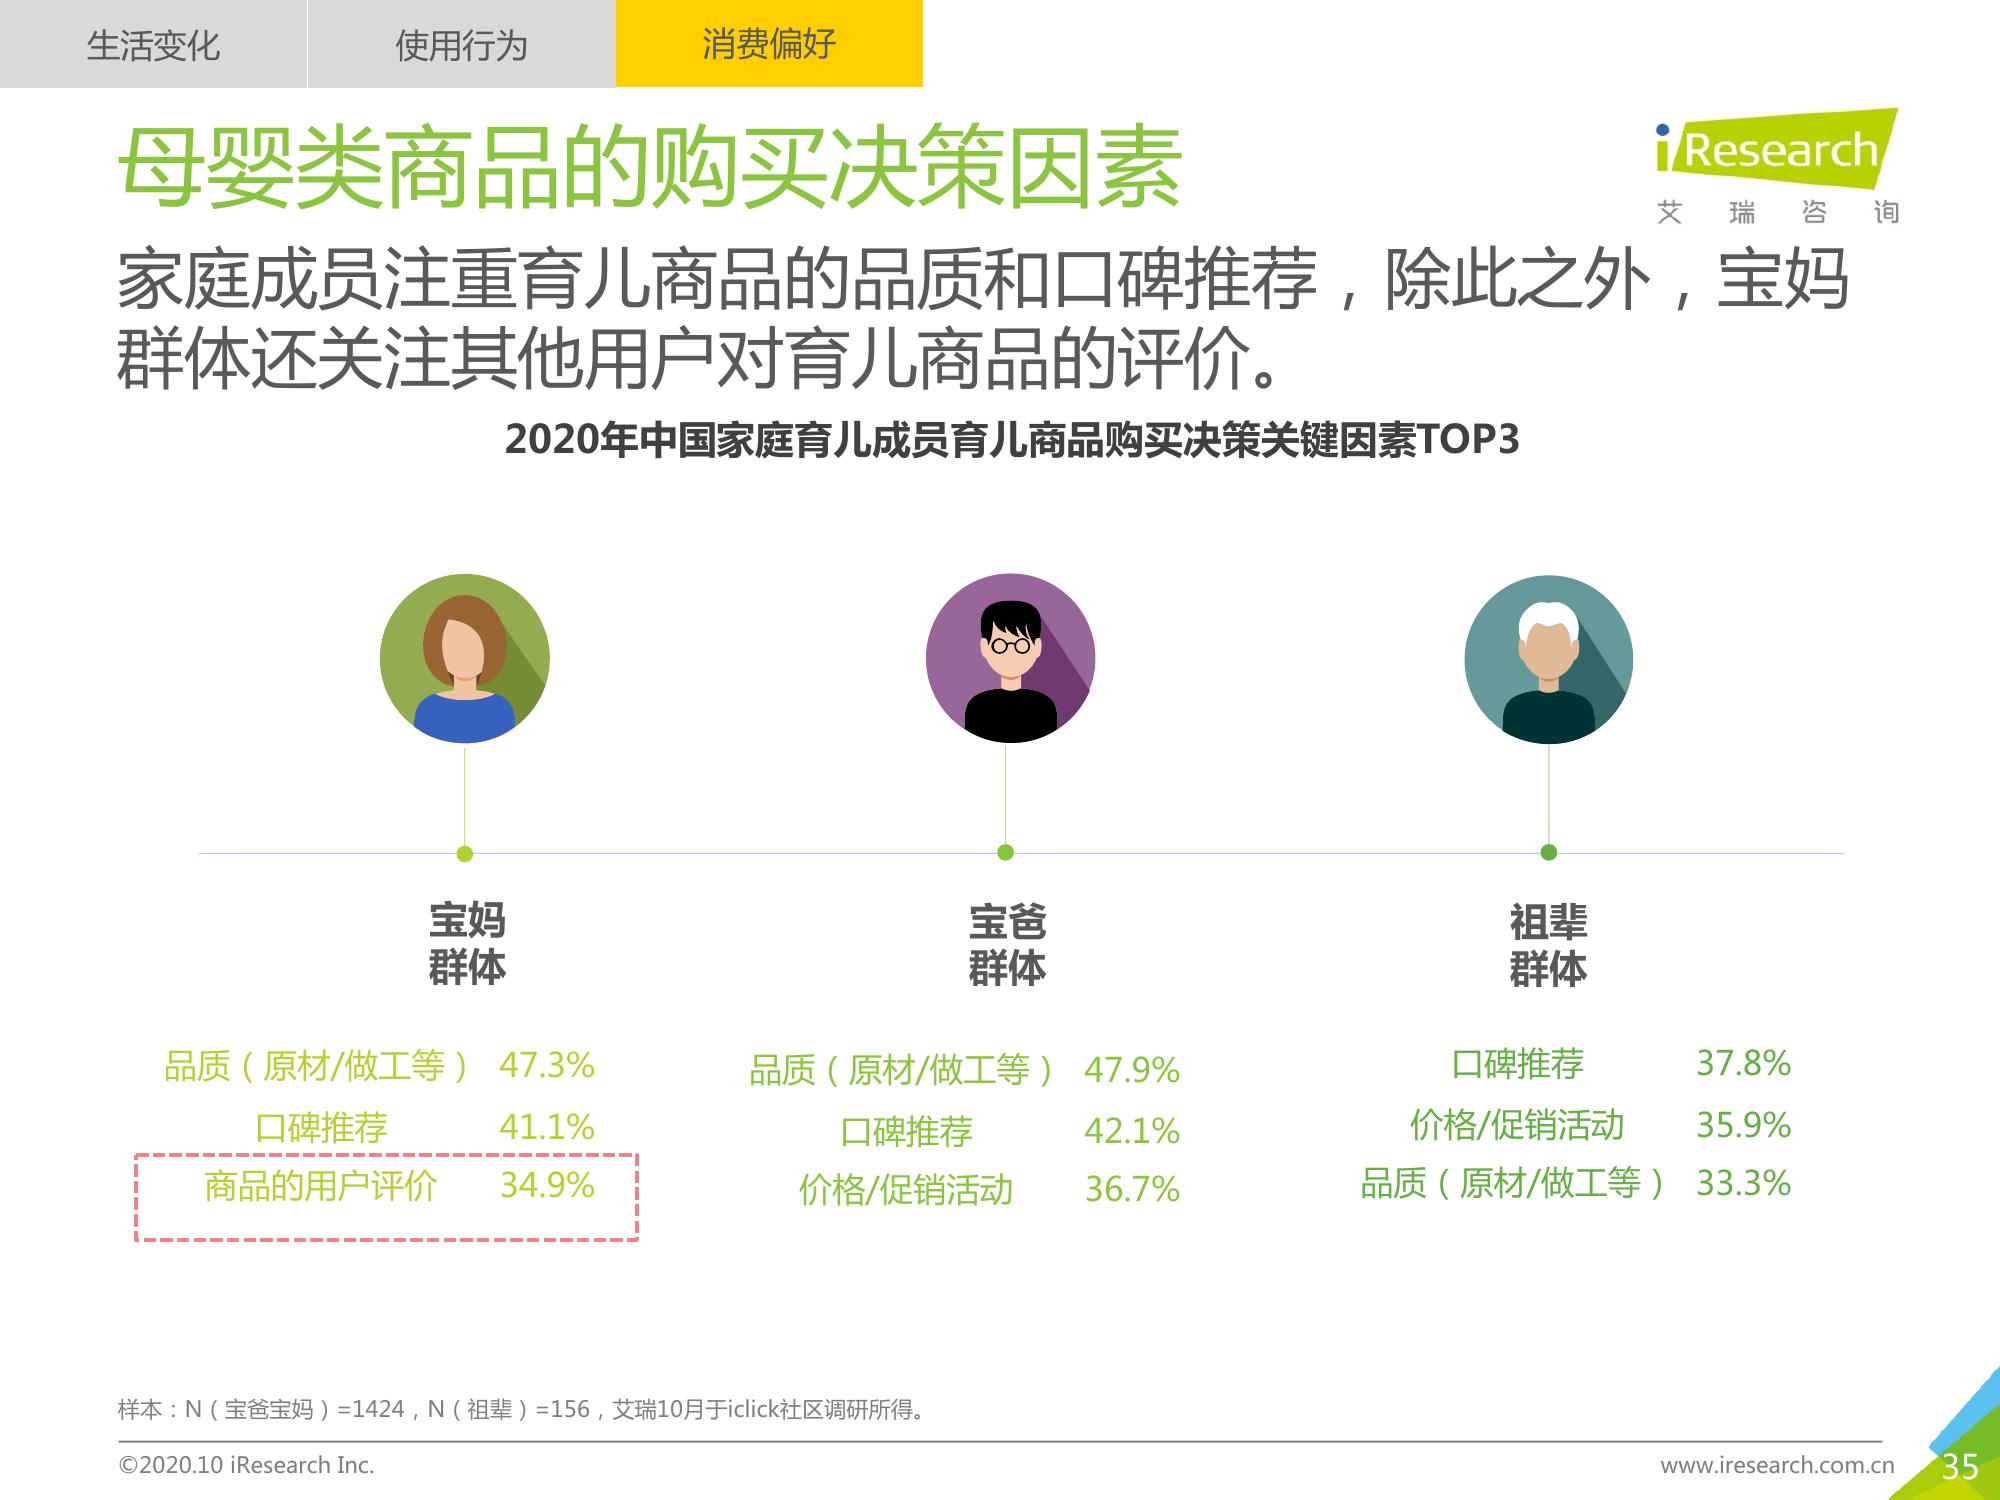 生活变化
使用行为
消费偏好
母婴类商品的购买决策因素
iResearch
艾瑞咨询
家庭成员注重育儿商品的品质和口碑推荐，除此之外，宝妈
群体还关注其他用户对育儿商品的评价。
2020年中国家庭育儿成员育儿商品购买决策关键因素TOP3
宝妈
群体
品质（原材/做工等） 47.3%
口碑推荐 41.1%
商品的用户评价 34.9%
宝爸
群体
品质（原材/做工等） 47.9%
口碑推荐 42.1%
价格/促销活动 36.7%
祖辈
群体
口碑推荐 37.8%
价格/促销活动 35.9%
品质（原材/做工等） 33.3%
样本：N（宝爸宝妈）=1424，N（祖辈）=156，艾瑞10月于iclick社区调研所得。
©2020.10 iResearch Inc.
www.iresearch.com.cn
35